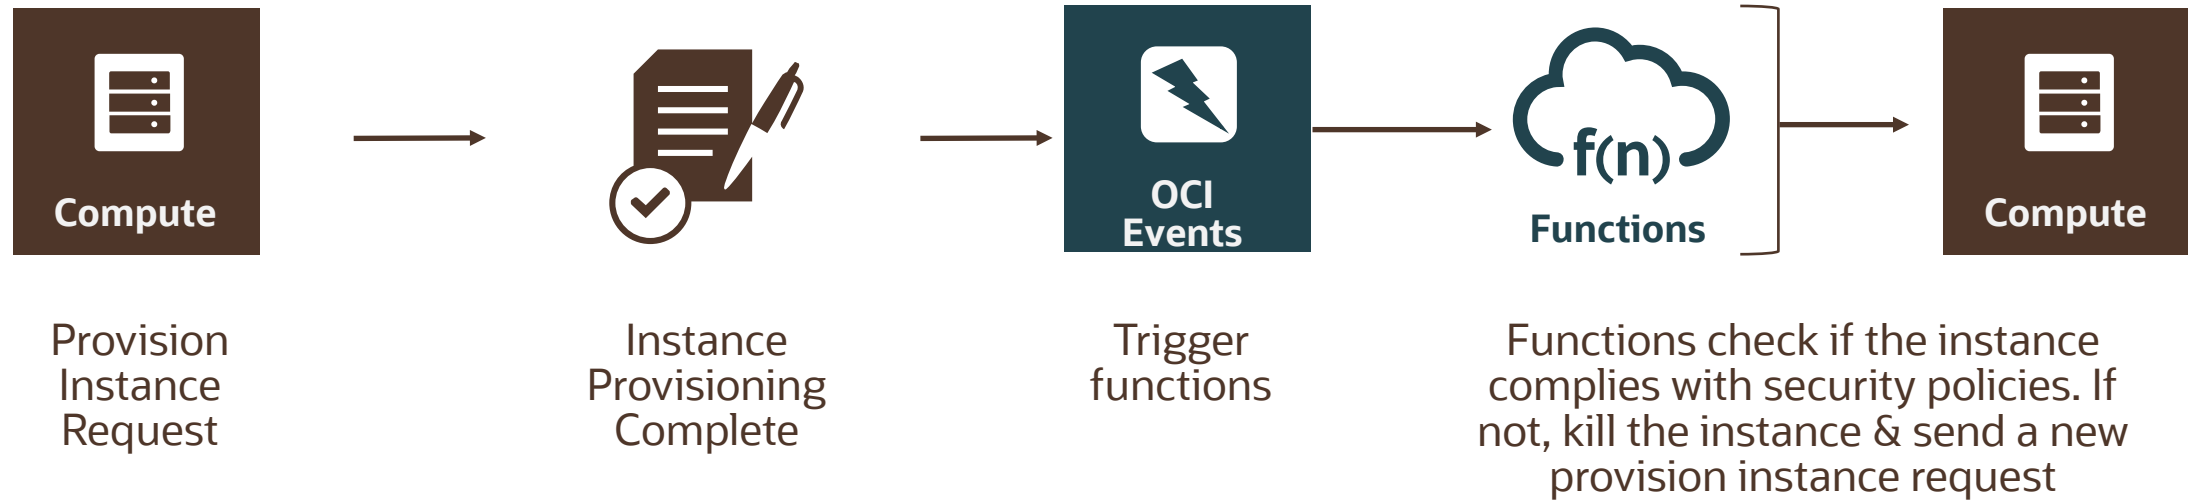 Compute
OCI
Events
f(n)
Functions
Compute
Provision
Instance
Request
Instance
Provisioning
Complete
Trigger
functions
Functions check if the instance
complies with security policies. If
not, kill the instance & send a new
provision instance request